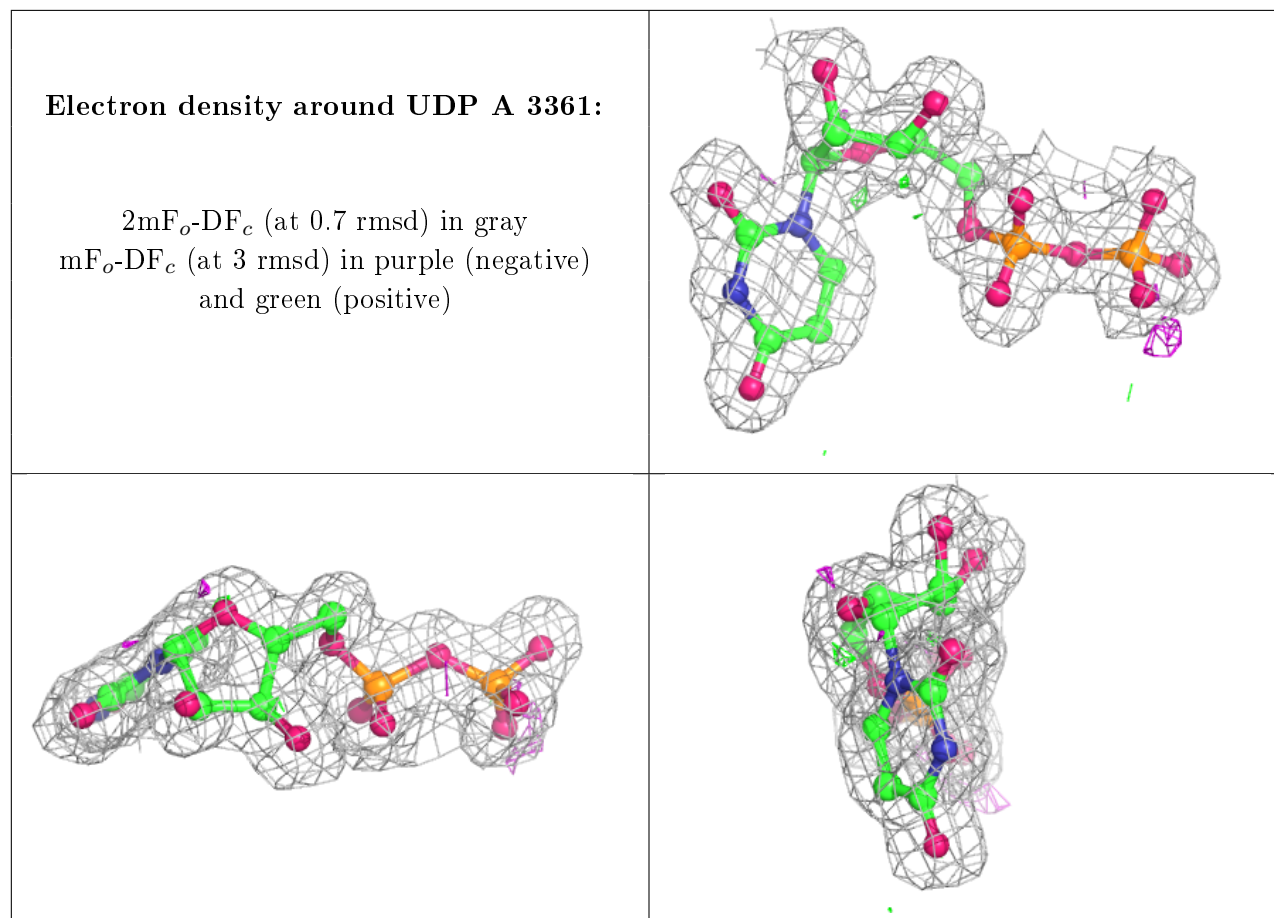 Electron density around UDP A 3361:
2mFₒ-DF𝒸 (at 0.7 rmsd) in gray
mFₒ-DF𝒸 (at 3 rmsd) in purple (negative)
and green (positive)